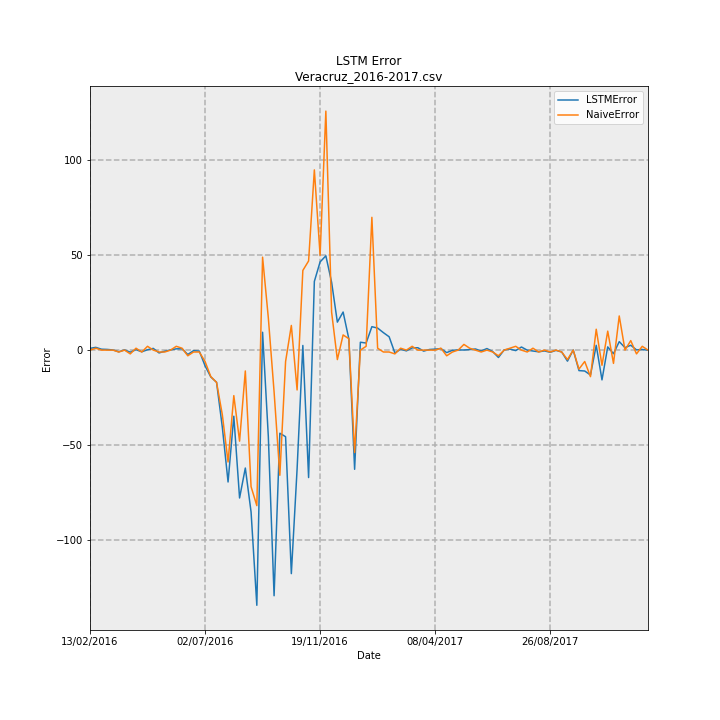 LSTM Error
Veracruz_2016-2017.csv
LSTMError
NaiveError
100
50
0
−50
−100
Error
13/02/2016
02/07/2016
19/11/2016
08/04/2017
26/08/2017
Date